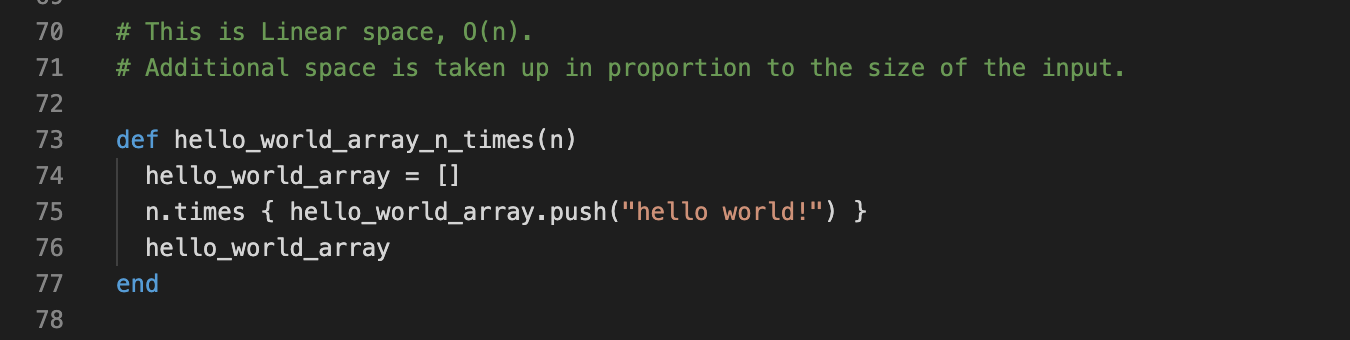 70 # This is Linear space, O(n).
71 # Additional space is taken up in proportion to the size of the input.
72
73 def hello_world_array_n_times(n)
74 hello_world_array = []
75 n.times { hello_world_array.push("hello world!") }
76 hello_world_array
77 end
78